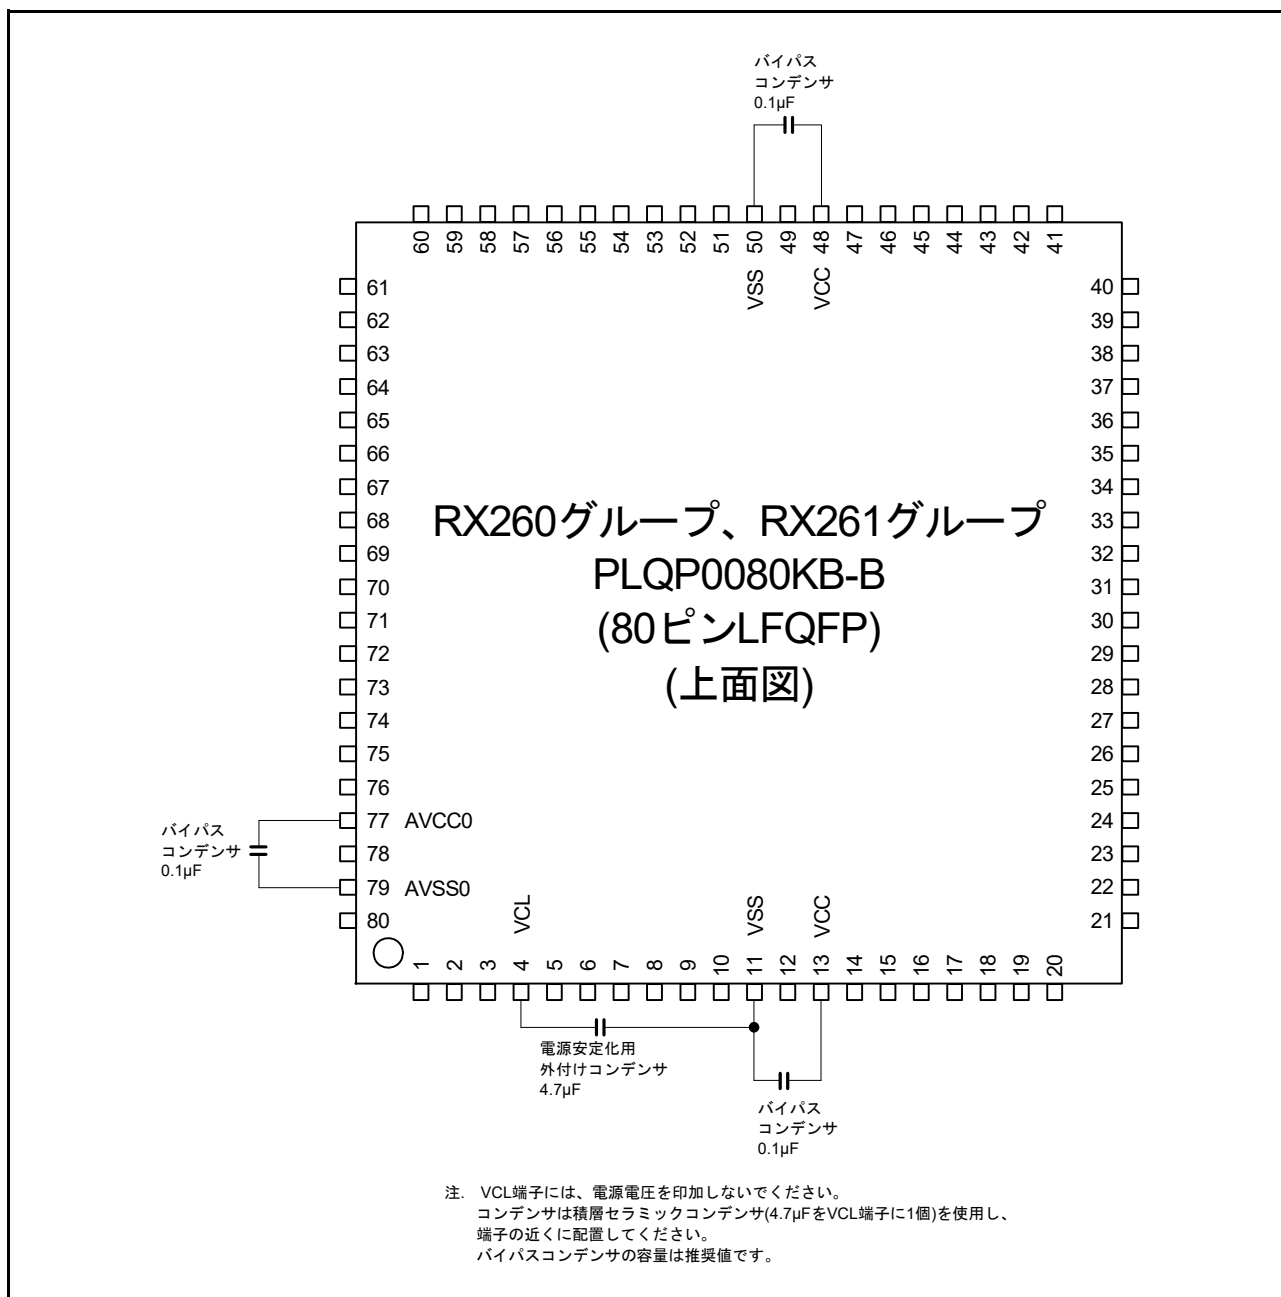 バイパス
コンデンサ
0.1µF
60 59 58 57 56 55 54 53 52 51 50 49 48 47 46 45 44 43 42 41
VSS
VCC
61
62
63
64
65
66
67
68
69
70
71
72
73
74
75
76
77 AVCC0
78
79 AVSS0
80
40
39
38
37
36
35
34
33
32
31
30
29
28
27
26
25
24
23
22
21
RX260グループ、RX261グループ
PLQP0080KB-B
(80ピンLFQFP)
(上面図)
バイパス
コンデンサ
0.1µF
VCL
VSS
VCC
1 2 3 4 5 6 7 8 9 10 11 12 13 14 15 16 17 18 19 20
電源安定化用
外付けコンデンサ
4.7µF
バイパス
コンデンサ
0.1µF
注. VCL端子には、電源電圧を印加しないでください。
コンデンサは積層セラミックコンデンサ(4.7µFをVCL端子に1個)を使用し、
端子の近くに配置してください。
バイパスコンデンサの容量は推奨値です。